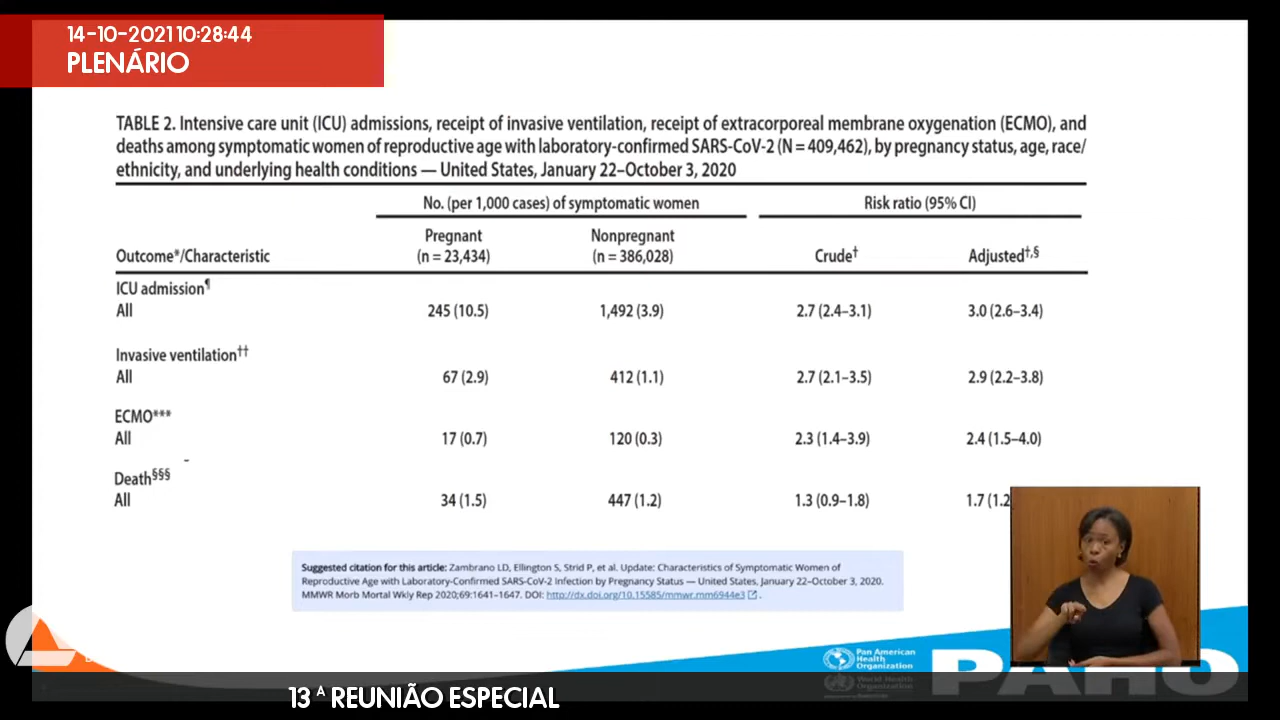 14-10-2021 10:28:44
PLENÁRIO
TABLE 2. Intensive care unit (ICU) admissions, receipt of invasive ventilation, receipt of extracorporeal membrane oxygenation (ECMO), and
deaths among symptomatic women of reproductive age with laboratory-confirmed SARS-CoV-2 (N = 409,462), by pregnancy status, age, race/
ethnicity, and underlying health conditions — United States, January 22–October 3, 2020
No. (per 1,000 cases) of symptomatic women Risk ratio (95% CI)
Pregnant Nonpregnant
Outcome*/Characteristic (n = 23,434) (n = 386,028) Crude† Adjusted†,§
ICU admission¶
All 245 (10.5) 1,492 (3.9) 2.7 (2.4–3.1) 3.0 (2.6–3.4)
Invasive ventilation††
All 67 (2.9) 412 (1.1) 2.7 (2.1–3.5) 2.9 (2.2–3.8)
ECMO***
All 17 (0.7) 120 (0.3) 2.3 (1.4–3.9) 2.4 (1.5–4.0)
Death§§§
All 34 (1.5) 447 (1.2) 1.3 (0.9–1.8) 1.7 (1.2
Suggested citation for this article: Zambrano LD, Ellington S, Strid P, et al. Update: Characteristics of Symptomatic Women of
Reproductive Age with Laboratory-Confirmed SARS-CoV-2 Infection by Pregnancy Status — United States, January 22–October 3, 2020.
MMWR Morb Mortal Wkly Rep 2020;69:1641–1647. DOI: http://dx.doi.org/10.15585/mmwr.mm6944e3 .
Pan American
Health
Organization
World Health
Organization
PAHO
13ª REUNIÃO ESPECIAL